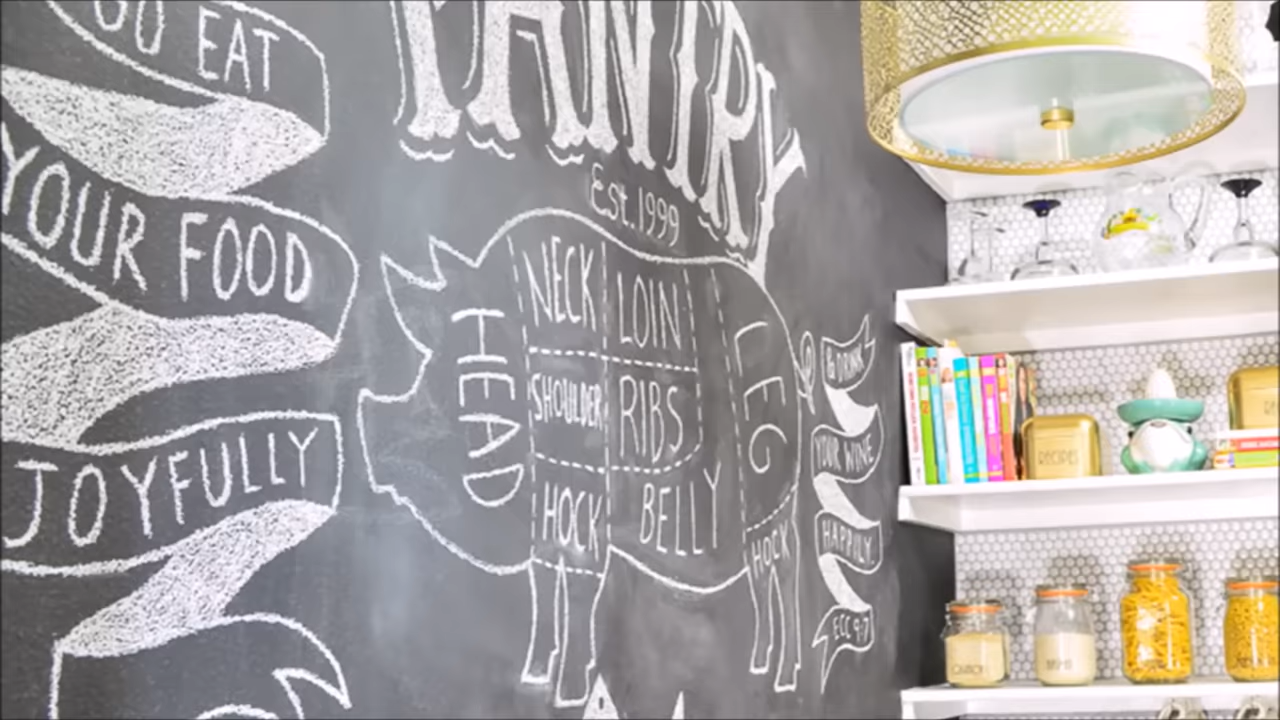 GO EAT
YOUR FOOD
JOYFULLY
PANTRY
Est. 1999
HEAD
NECK
LOIN
SHOULDER
RIBS
LEG
HOCK
BELLY
HOCK
& DRINK
YOUR WINE
HAPPILY
ECC 9:7
RECIPES